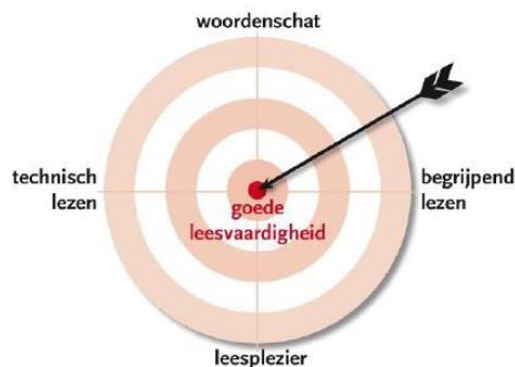 woordenschat
technisch
lezen
begrijpend
lezen
goede
leesvaardigheid
leesplezier